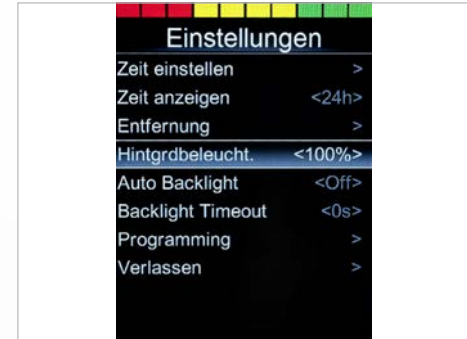 Einstellungen
Zeit einstellen >
Zeit anzeigen <24h>
Entfernung >
Hintgrdbeleucht. <100%>
Auto Backlight <Off>
Backlight Timeout <0s>
Programming >
Verlassen >